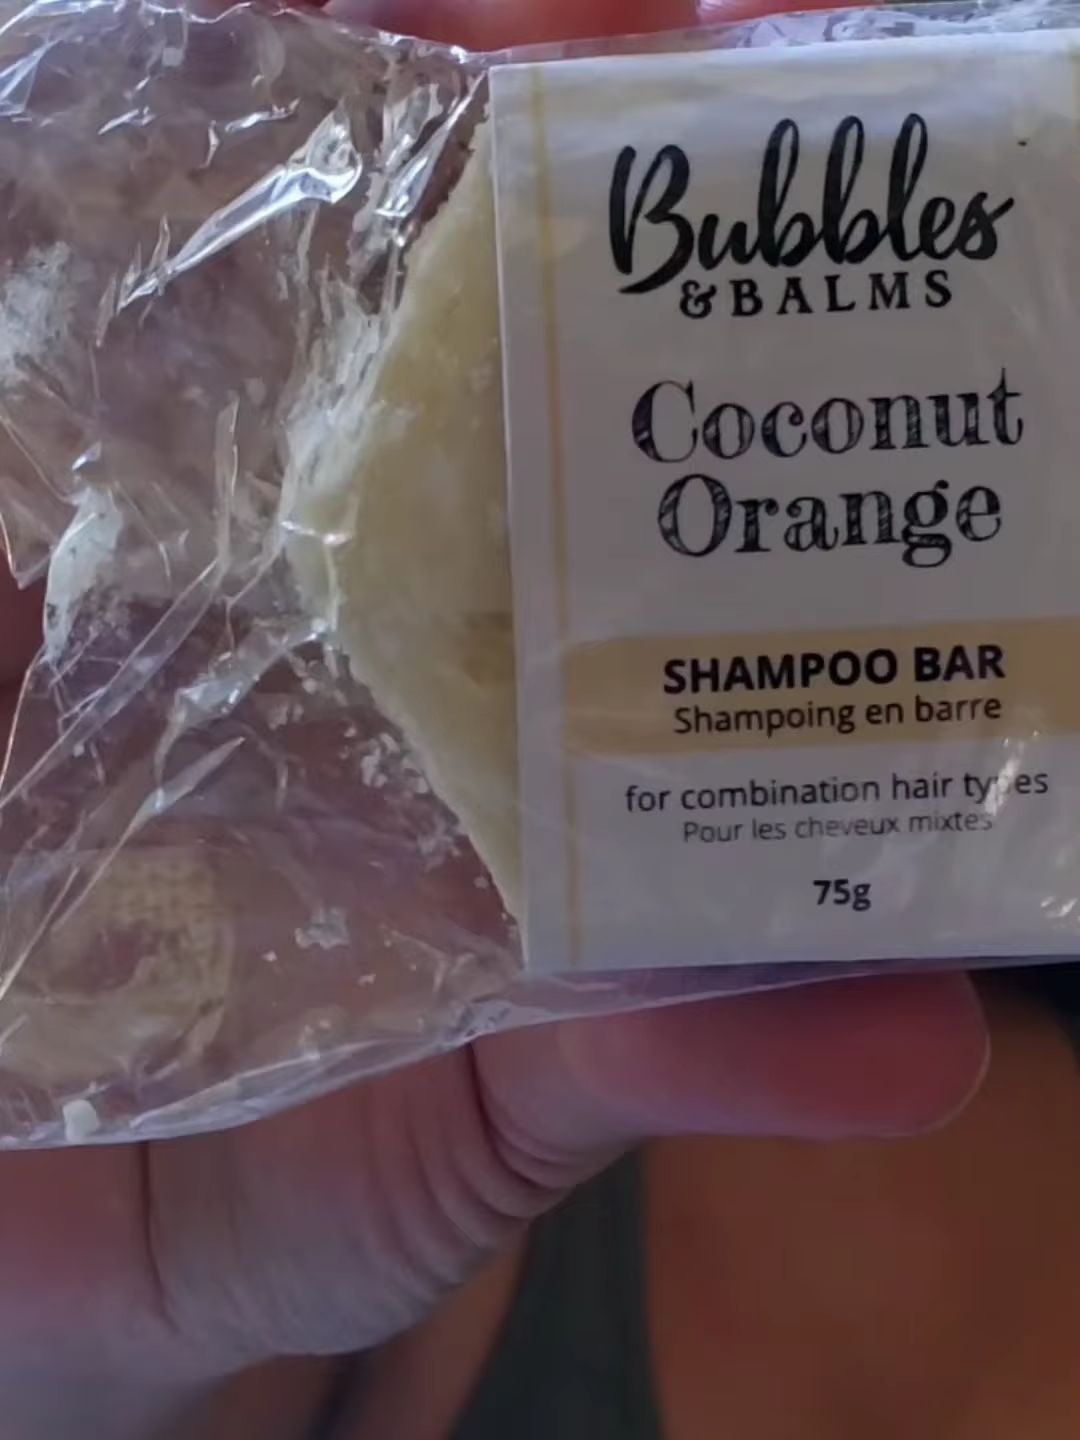 Bubbles
& BALMS
Coconut
Orange
SHAMPOO BAR
Shampoing en barre
for combination hair types
Pour les cheveux mixtes
75g